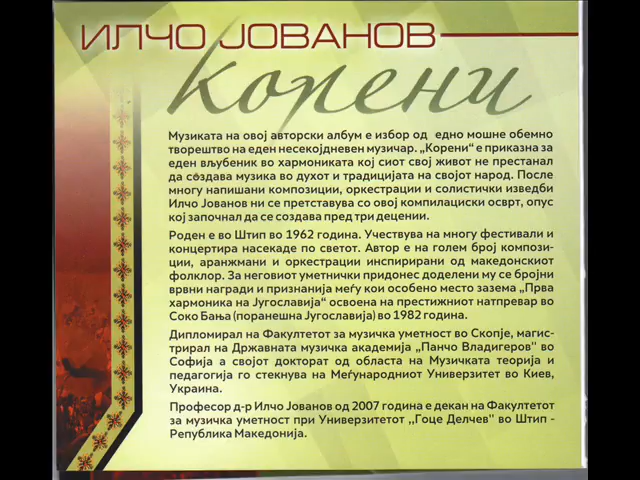 ИЛЧО ЈОВАНОВ
Корени
Музиката на овој авторски албум е избор од едно мошне обемно
творештво на еден несекојдневен музичар. „Корени“ е приказна за
еден вљубеник во хармониката кој сиот свој живот не престанал
да создава музика во духот и традицијата на својот народ. После
многу напишани композиции, оркестрации и солистички изведби
Илчо Јованов ни се претставува со овој компилациски осврт, опус
кој започнал да се создава пред три децении.
Роден е во Штип во 1962 година. Учествува на многу фестивали и
концертира насекаде по светот. Автор е на голем број компози-
ции, аранжмани и оркестрации инспирирани од македонскиот
фолклор. За неговиот уметнички придонес доделени му се бројни
врвни награди и признанија меѓу кои особено место зазема „Прва
хармоника на Југославија“ освоена на престижниот натпревар во
Соко Бања (поранешна Југославија) во 1982 година.
Дипломирал на Факултетот за музичка уметност во Скопје, магис-
трирал на Државната музичка академија „Панчо Владигеров" во
Софија а својот докторат од областа на Музичката теорија и
педагогија го стекнува на Меѓународниот Универзитет во Киев,
Украина.
Професор д-р Илчо Јованов од 2007 година е декан на Факултетот
за музичка уметност при Универзитетот ,,Гоце Делчев" во Штип -
Република Македонија.